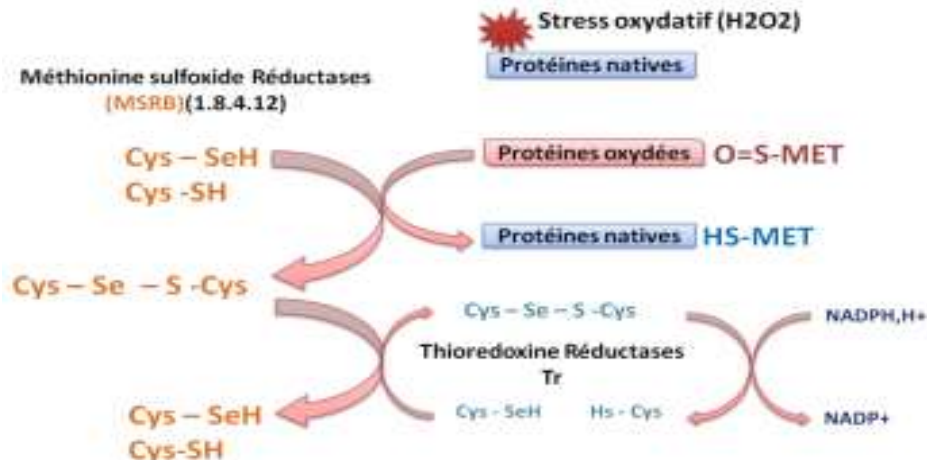 Stress oxydatif (H2O2)
Protéines natives
Méthionine sulfoxide Réductases
(MSRB)(1.8.4.12)
Cys – SeH
Cys -SH
Protéines oxydées O=S-MET
Protéines natives HS-MET
Cys – Se – S -Cys
Cys – Se – S -Cys
NADPH,H+
Thioredoxine Réductases
Tr
Cys – SeH
Cys-SH
Cys - SeH Hs - Cys
NADP+